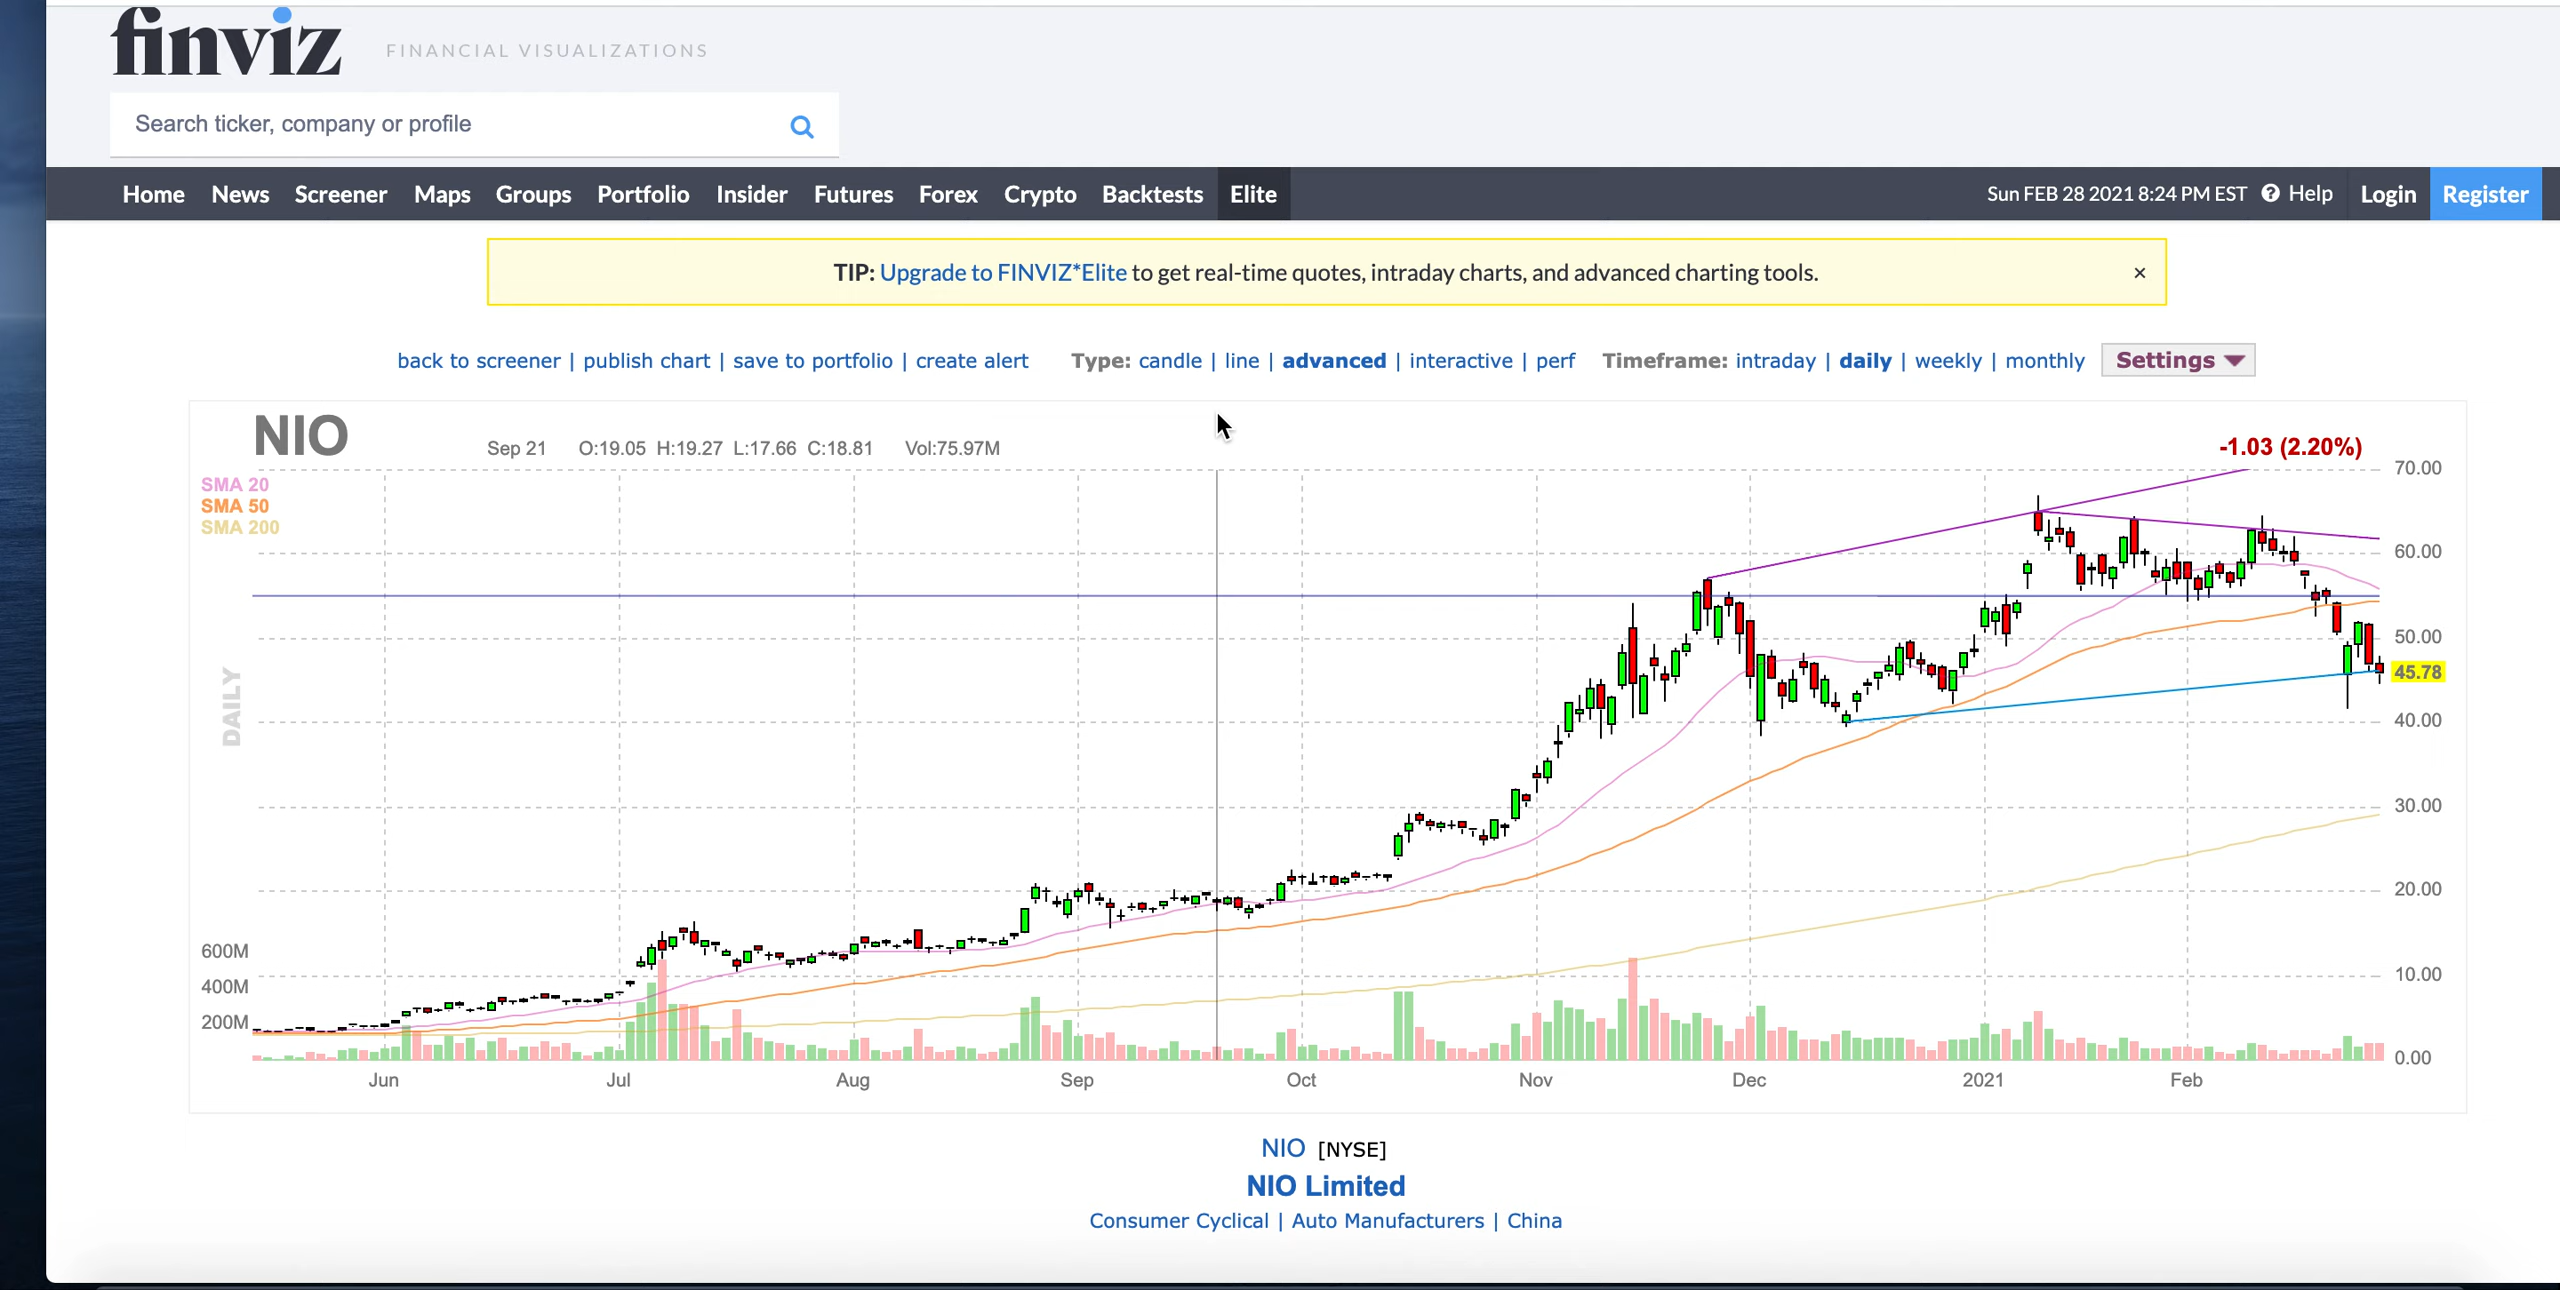 finviz FINANCIAL VISUALIZATIONS
Search ticker, company or profile
Home News Screener Maps Groups Portfolio Insider Futures Forex Crypto Backtests Elite Sun FEB 28 2021 8:24 PM EST ? Help Login Register
TIP: Upgrade to FINVIZ*Elite to get real-time quotes, intraday charts, and advanced charting tools. ×
back to screener | publish chart | save to portfolio | create alert Type: candle | line | advanced | interactive | perf Timeframe: intraday | daily | weekly | monthly Settings
NIO Sep 21 O:19.05 H:19.27 L:17.66 C:18.81 Vol:75.97M -1.03 (2.20%)
SMA 20
SMA 50
SMA 200
DAILY
70.00
60.00
50.00
45.78
40.00
30.00
20.00
10.00
0.00
600M
400M
200M
Jun Jul Aug Sep Oct Nov Dec 2021 Feb
NIO [NYSE]
NIO Limited
Consumer Cyclical | Auto Manufacturers | China